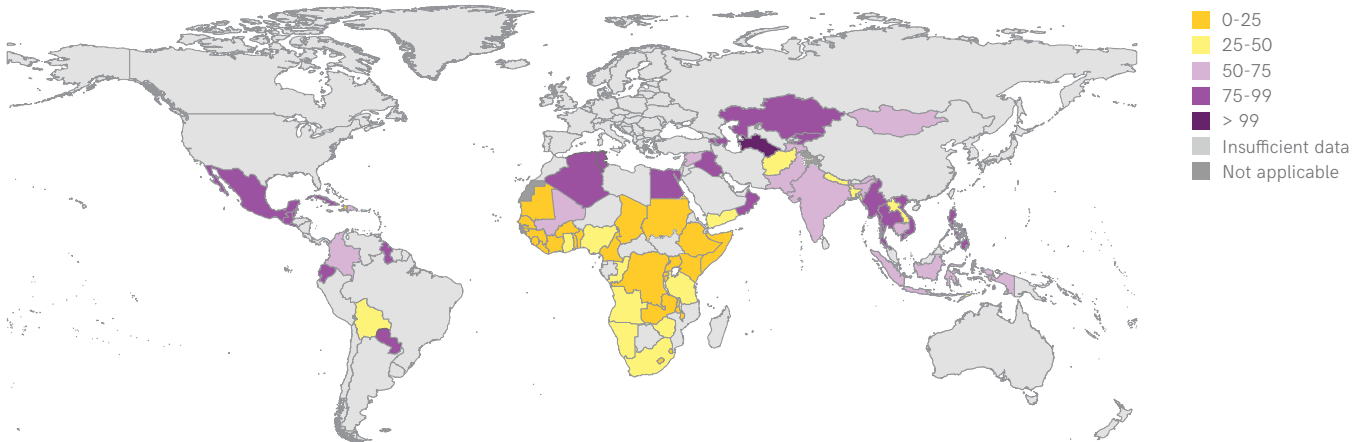 0-25
25-50
50-75
75-99
> 99
Insufficient data
Not applicable